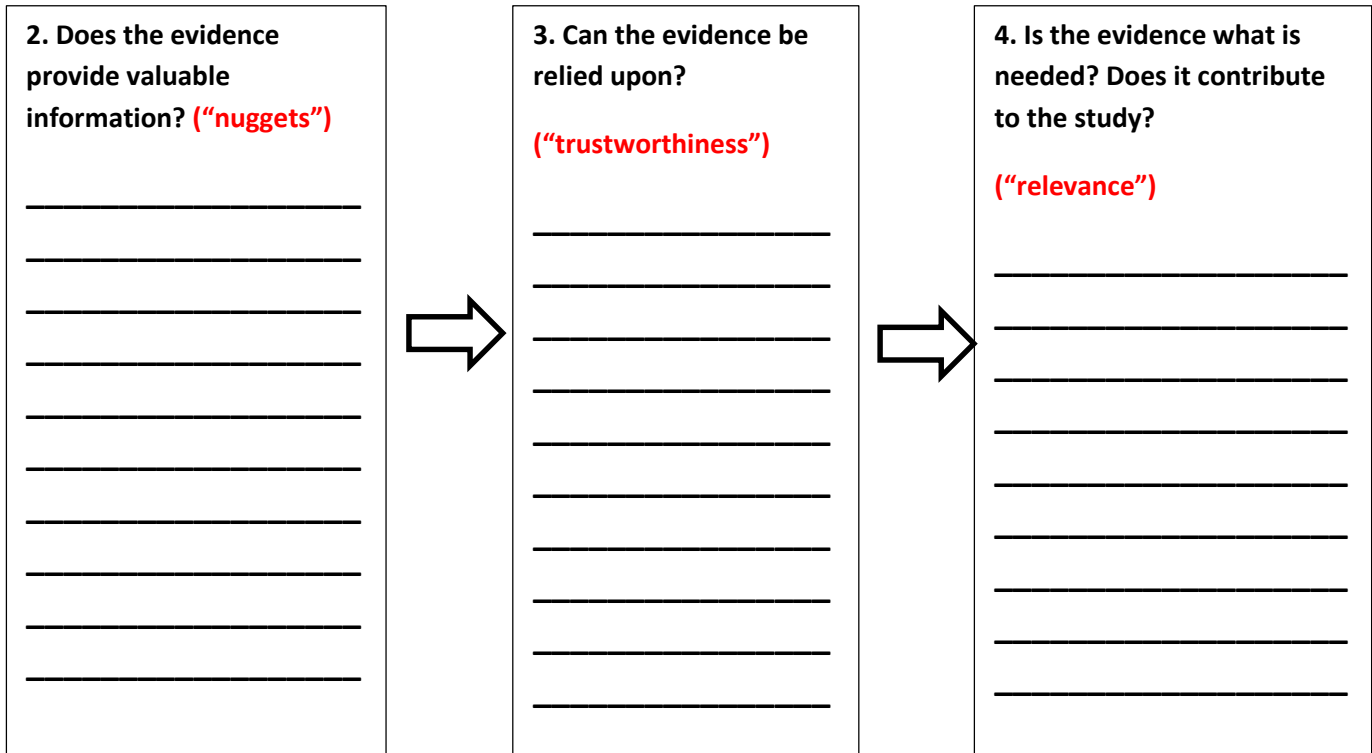 2. Does the evidence
provide valuable
information? (“nuggets”)
3. Can the evidence be
relied upon?
(“trustworthiness”)
4. Is the evidence what is
needed? Does it contribute
to the study?
(“relevance”)